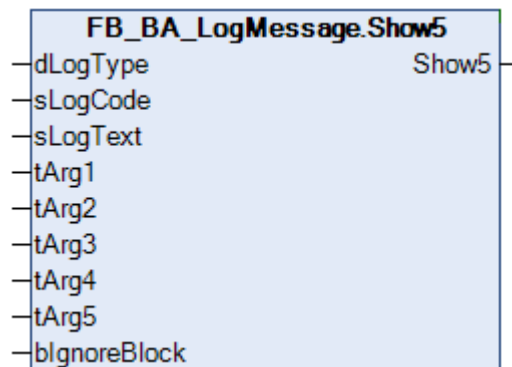 FB_BA_LogMessage.Show5
dLogType Show5
sLogCode
sLogText
tArg1
tArg2
tArg3
tArg4
tArg5
bIgnoreBlock